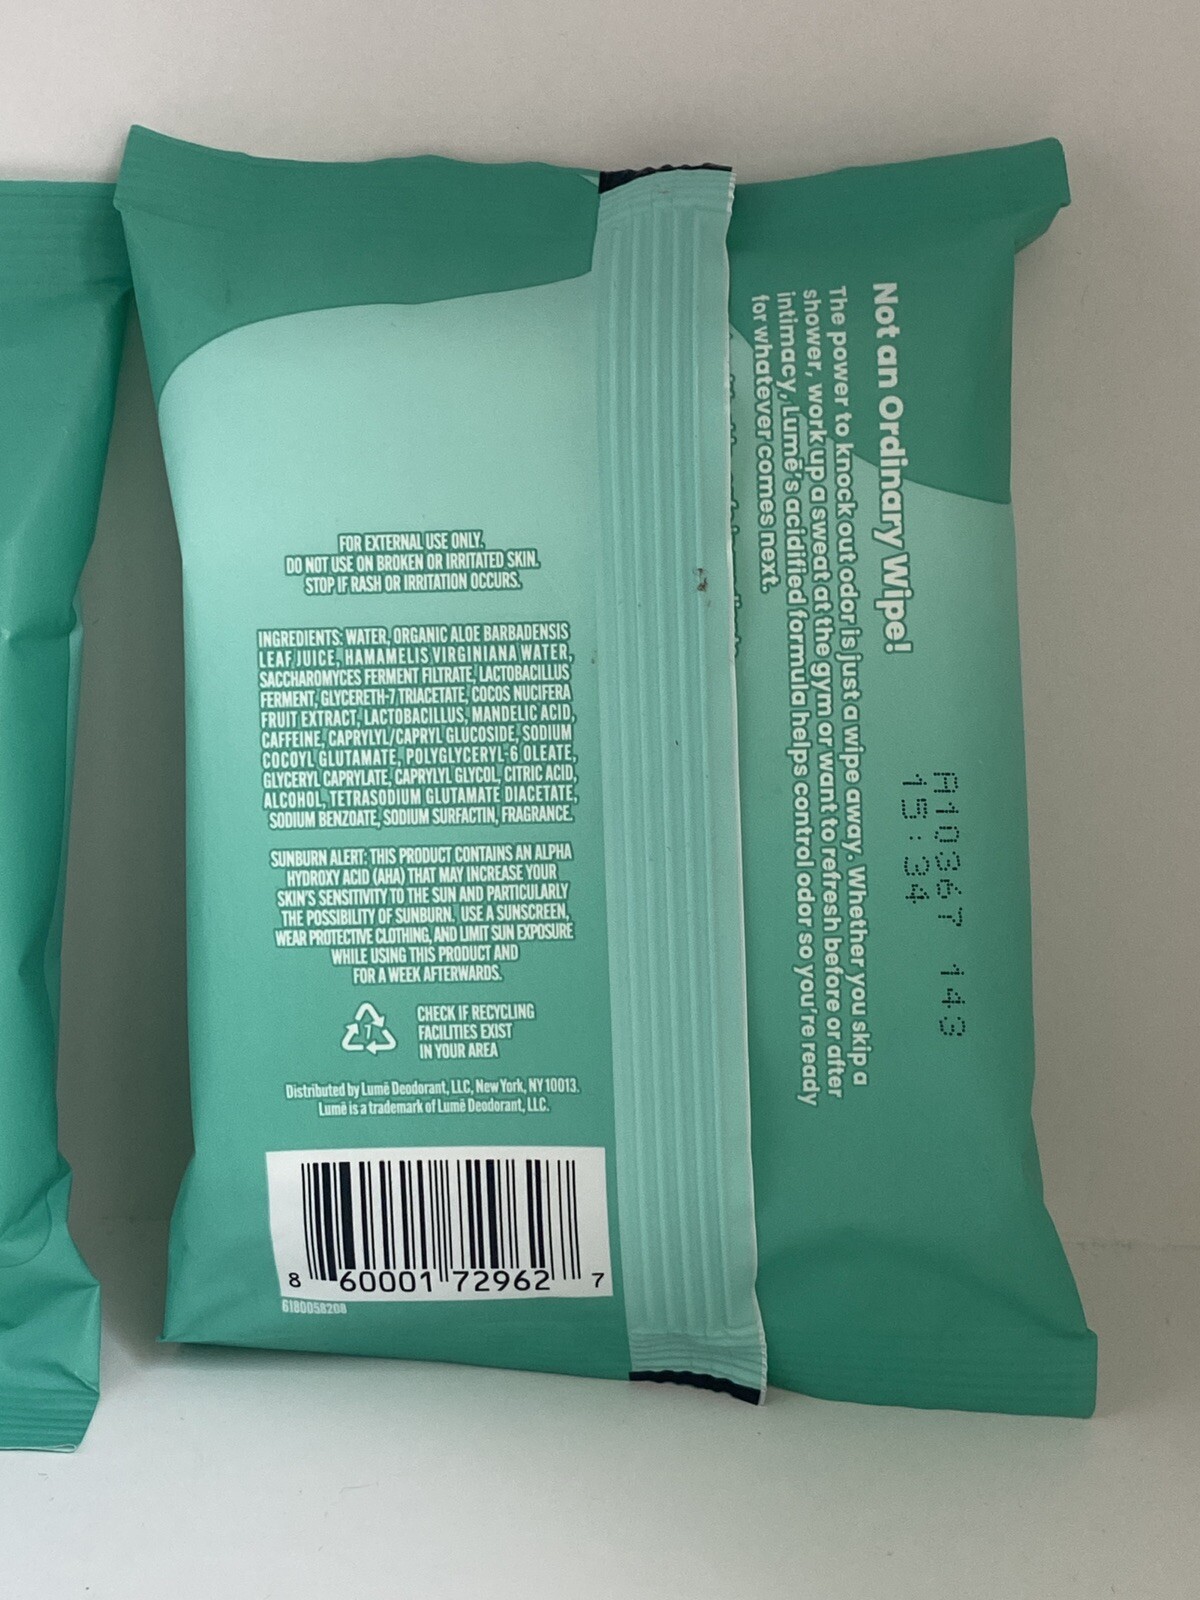 FOR EXTERNAL USE ONLY.
DO NOT USE ON BROKEN OR IRRITATED SKIN.
STOP IF RASH OR IRRITATION OCCURS.
INGREDIENTS: WATER, ORGANIC ALOE BARBADENSIS
LEAF JUICE, HAMAMELIS VIRGINIANA WATER,
SACCHAROMYCES FERMENT FILTRATE, LACTOBACILLUS
FERMENT, GLYCERETH-7 TRIACETATE, COCOS NUCIFERA
FRUIT EXTRACT, LACTOBACILLUS, MANDELIC ACID,
CAFFEINE, CAPRYLYL/CAPRYL GLUCOSIDE, SODIUM
COCOYL GLUTAMATE, POLYGLYCERYL-6 OLEATE,
GLYCERYL CAPRYLATE, CAPRYLYL GLYCOL, CITRIC ACID,
ALCOHOL, TETRASODIUM GLUTAMATE DIACETATE,
SODIUM BENZOATE, SODIUM SURFACTIN, FRAGRANCE.
SUNBURN ALERT: THIS PRODUCT CONTAINS AN ALPHA
HYDROXY ACID (AHA) THAT MAY INCREASE YOUR
SKIN'S SENSITIVITY TO THE SUN AND PARTICULARLY
THE POSSIBILITY OF SUNBURN. USE A SUNSCREEN,
WEAR PROTECTIVE CLOTHING, AND LIMIT SUN EXPOSURE
WHILE USING THIS PRODUCT AND
FOR A WEEK AFTERWARDS.
7
CHECK IF RECYCLING
FACILITIES EXIST
IN YOUR AREA
Distributed by Lumē Deodorant, LLC, New York, NY 10013.
Lumē is a trademark of Lumē Deodorant, LLC.
8 60001 72962 7
6180058208
Not an Ordinary Wipe!
The power to knock out odor is just a wipe away. Whether you skip a
shower, work up a sweat at the gym or want to refresh before or after
intimacy, Lumē's acidified formula helps control odor so you're ready
for whatever comes next.
A10367 143
15:34